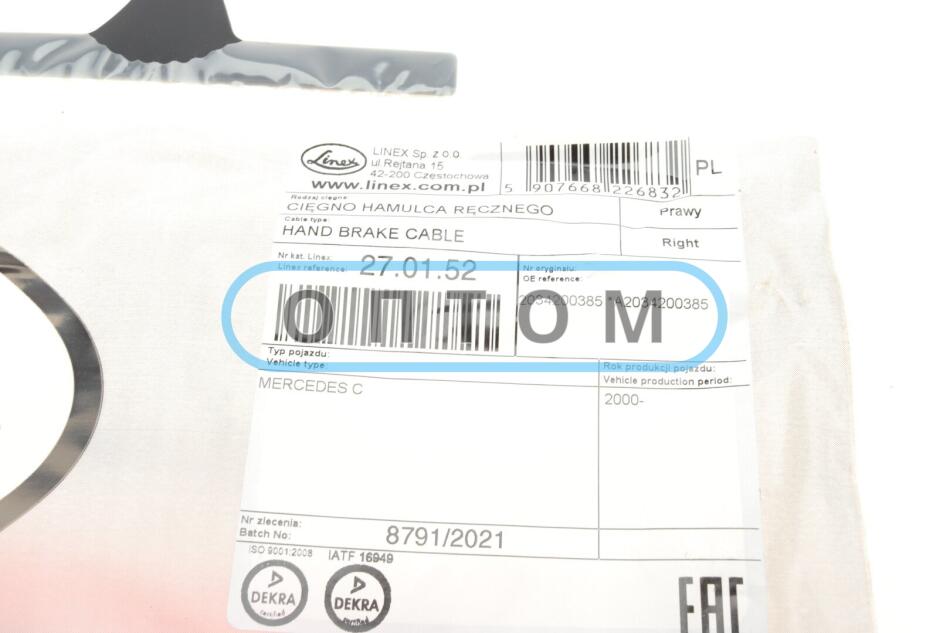 Linex
LINEX Sp. z o.o.
ul Rejtana 15
42-200 Częstochowa
www.linex.com.pl
5 907668 226832
PL
Rodzaj cięgna:
CIĘGNO HAMULCA RĘCZNEGO
Prawy
Cable type:
HAND BRAKE CABLE
Right
Nr kat. Linex:
Linex reference:
27.01.52
Nr oryginału:
OE reference:
2034200385 *A2034200385
ОПТОМ
Typ pojazdu:
Vehicle type:
Rok produkcji pojazdu:
Vehicle production period:
MERCEDES C
2000-
Nr zlecenia:
Batch No:
8791/2021
ISO 9001:2008
IATF 16949
DEKRA
certified
DEKRA
certified
EAC